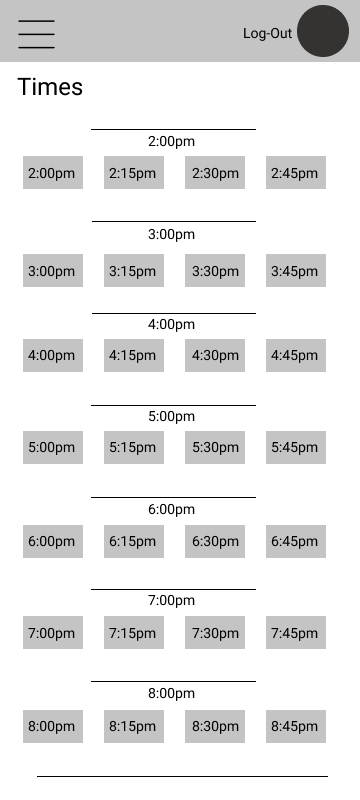 Log-Out
Times
2:00pm
2:00pm 2:15pm 2:30pm 2:45pm
3:00pm
3:00pm 3:15pm 3:30pm 3:45pm
4:00pm
4:00pm 4:15pm 4:30pm 4:45pm
5:00pm
5:00pm 5:15pm 5:30pm 5:45pm
6:00pm
6:00pm 6:15pm 6:30pm 6:45pm
7:00pm
7:00pm 7:15pm 7:30pm 7:45pm
8:00pm
8:00pm 8:15pm 8:30pm 8:45pm